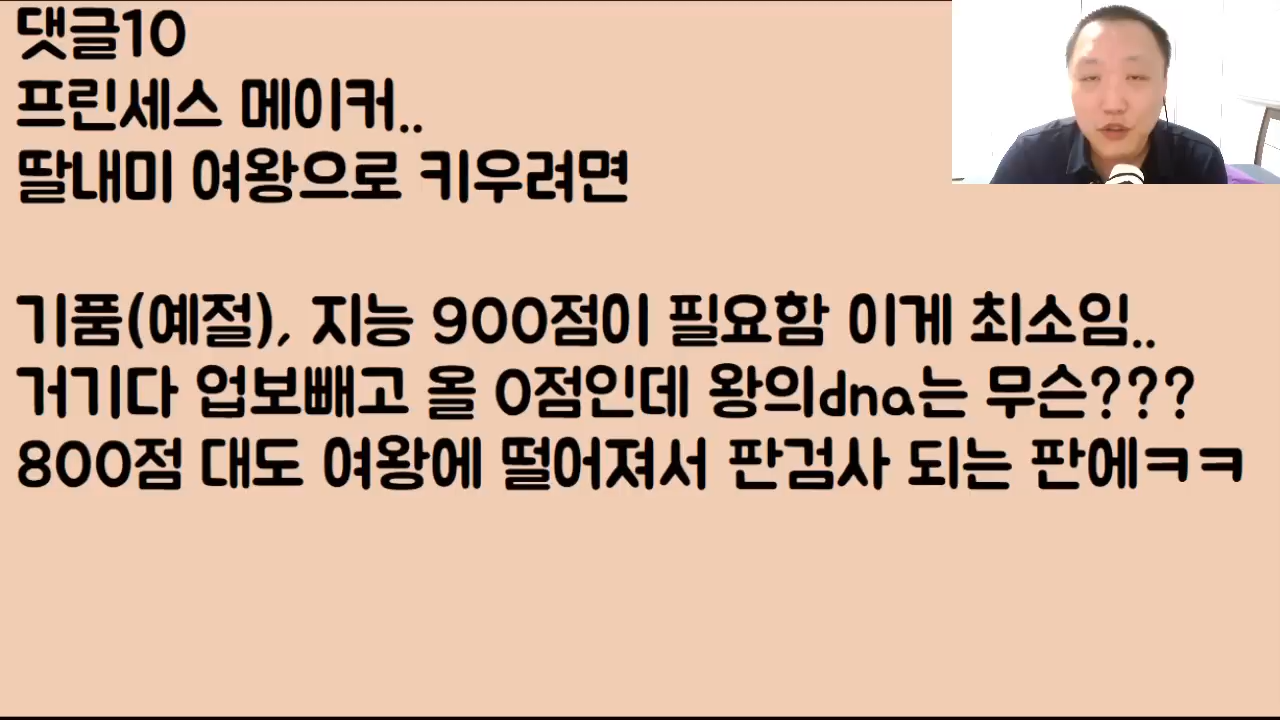 댓글10
프린세스 메이커..
딸내미 여왕으로 키우려면
기품(예절), 지능 900점이 필요함 이게 최소임..
거기다 업보빼고 올 0점인데 왕의dna는 무슨???
800점 대도 여왕에 떨어져서 판검사 되는 판에ㅋㅋ